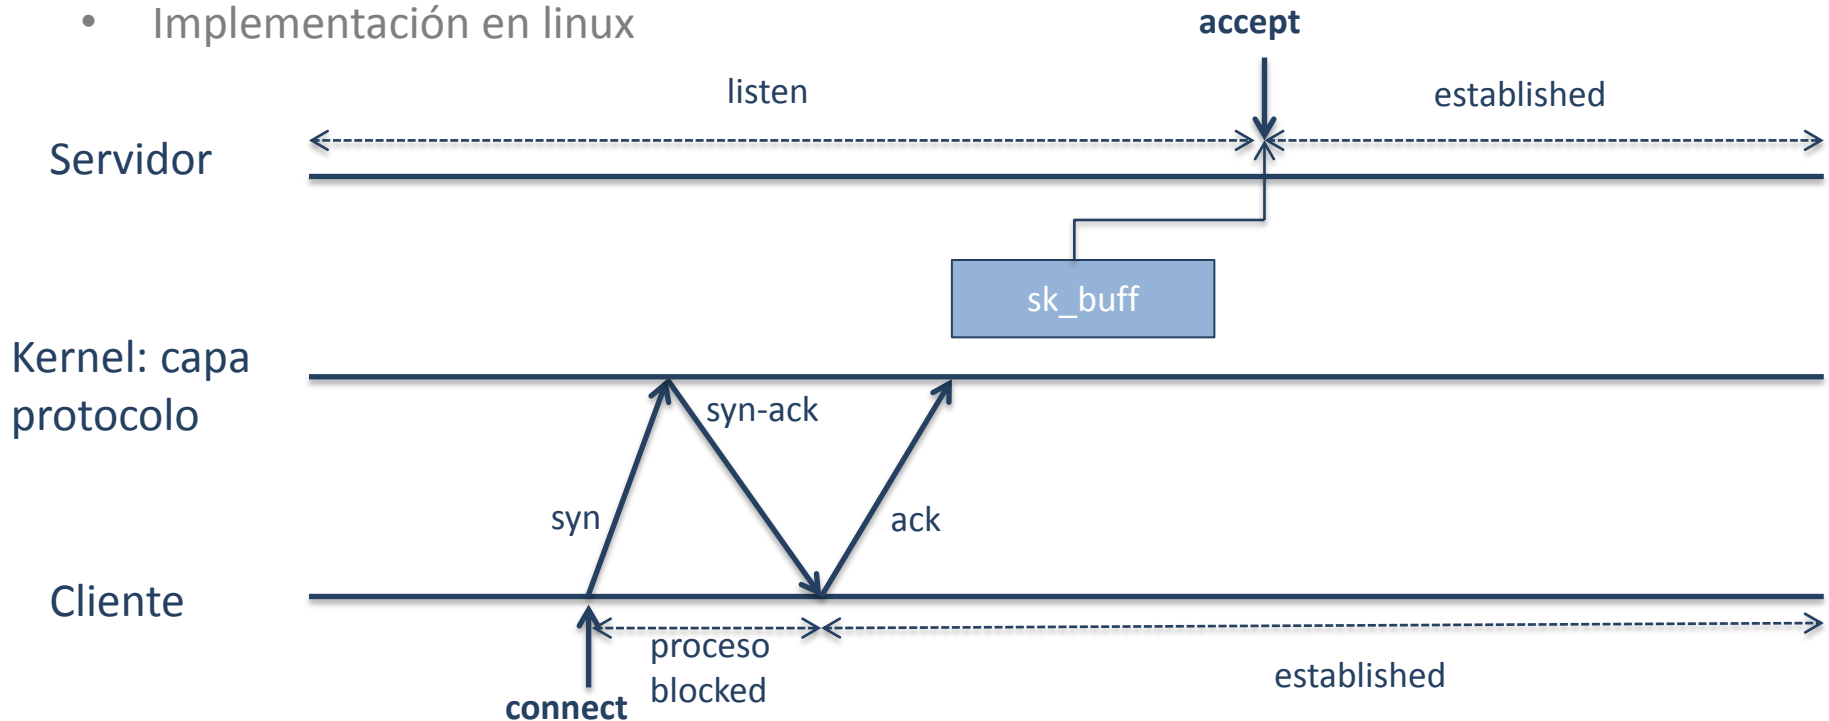 • Implementación en linux
accept
listen
established
Servidor
sk_buff
Kernel: capa
protocolo
syn-ack
syn
ack
Cliente
proceso
blocked
established
connect